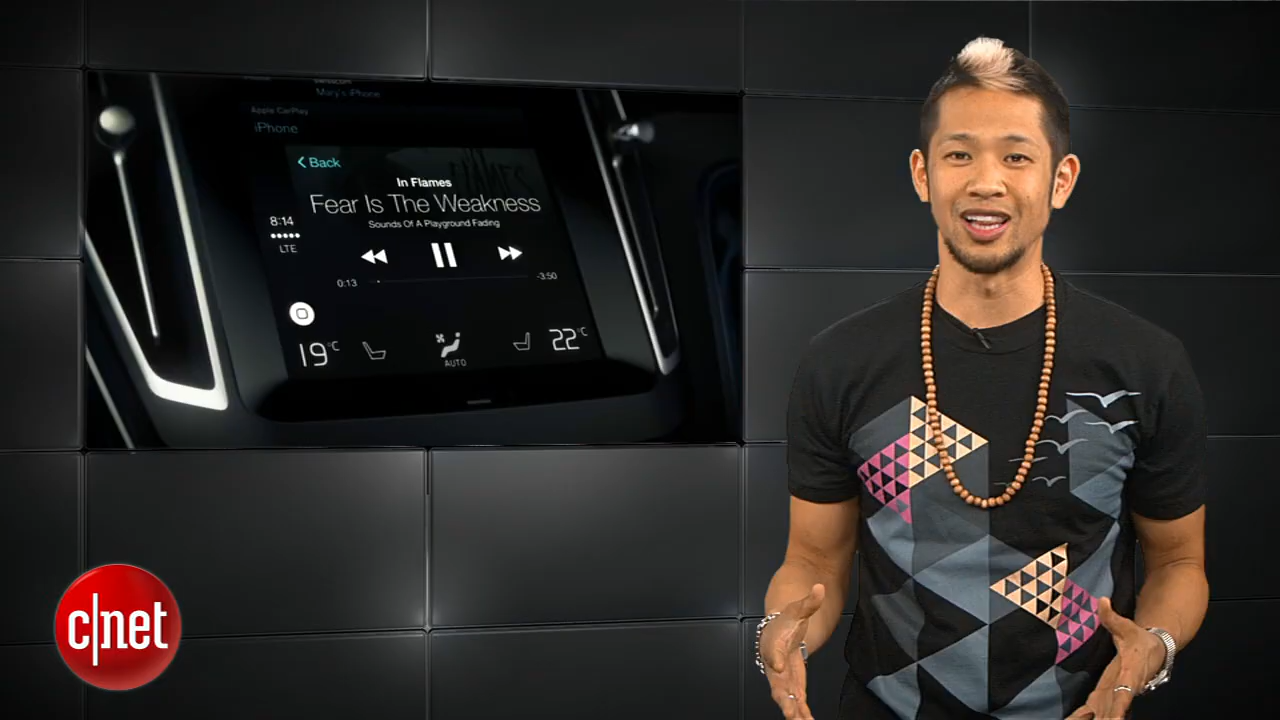 Mary's iPhone
Apple CarPlay
iPhone
Back
In Flames
Fear Is The Weakness
Sounds Of A Playground Fading
8:14
LTE
0:13
-3:50
19°C
AUTO
22°C
c|net